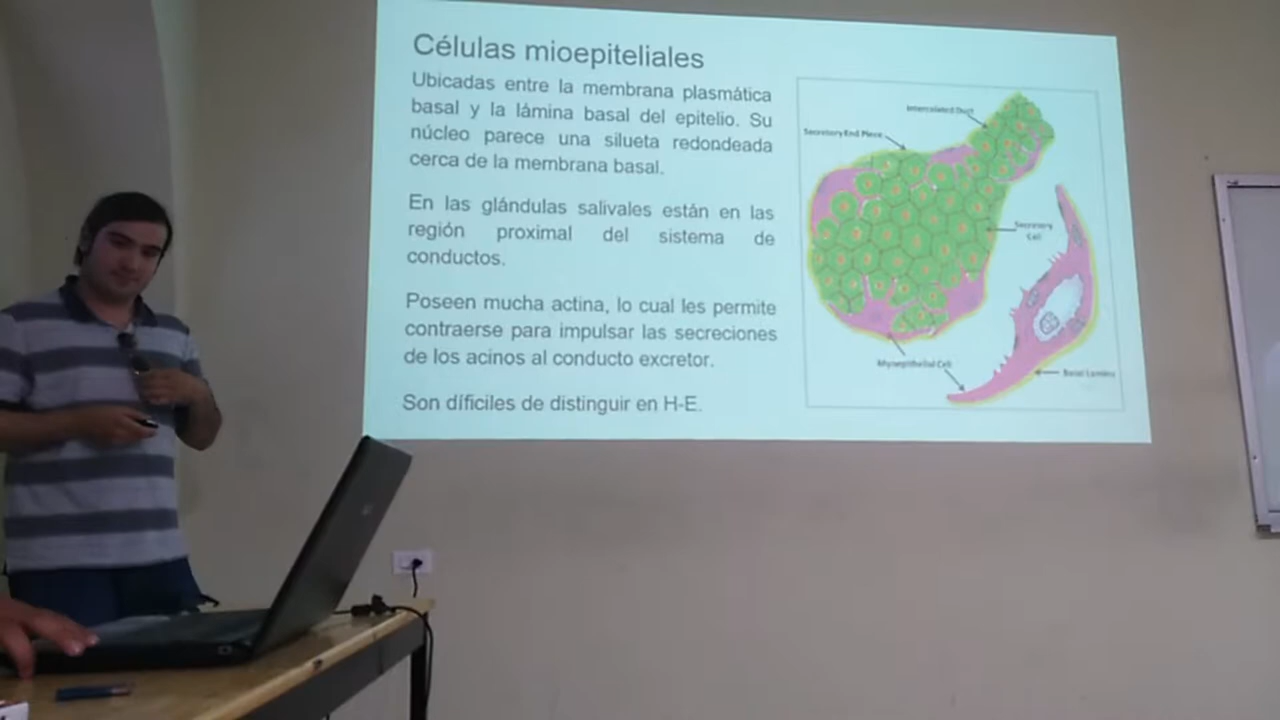 Células mioepiteliales
Ubicadas entre la membrana plasmática
basal y la lámina basal del epitelio. Su
núcleo parece una silueta redondeada
cerca de la membrana basal.
En las glándulas salivales están en las
región proximal del sistema de
conductos.
Poseen mucha actina, lo cual les permite
contraerse para impulsar las secreciones
de los acinos al conducto excretor.
Son díficiles de distinguir en H-E.
Intercalated Duct
Secretory End Piece
Secretory
Cell
Myoepithelial Cell
Basal Lamina